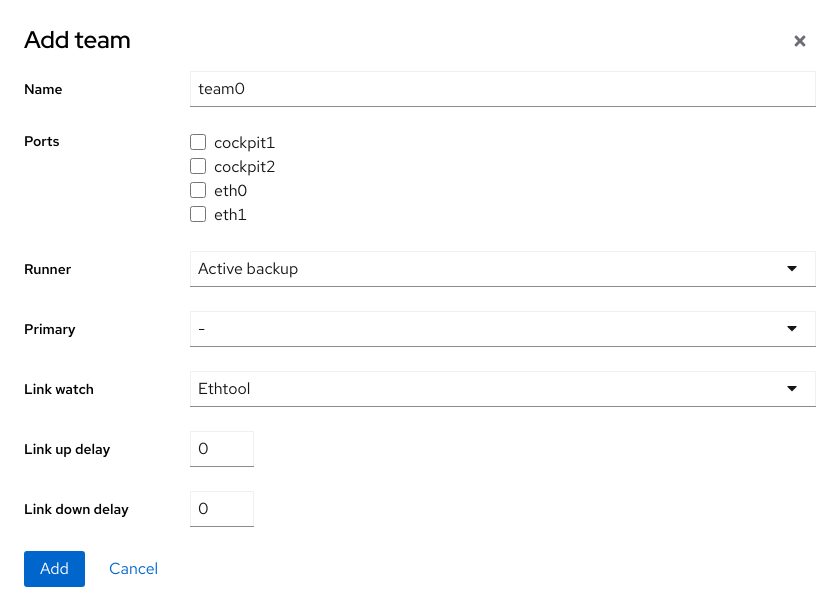 Add team
Name team0
Ports
cockpit1
cockpit2
eth0
eth1
Runner Active backup
Primary -
Link watch Ethtool
Link up delay 0
Link down delay 0
Add Cancel